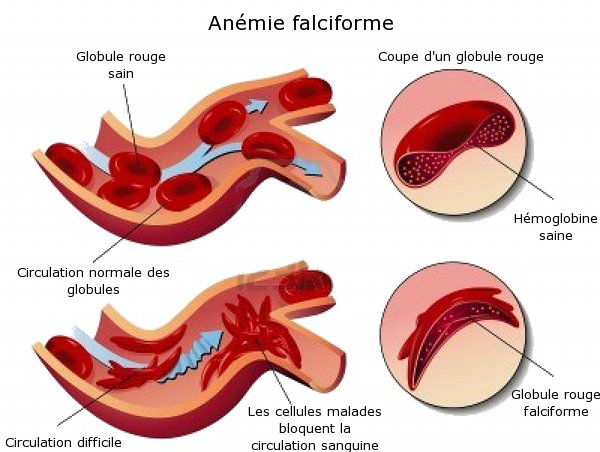 Anémie falciforme
Globule rouge
sain
Coupe d'un globule rouge
Hémoglobine
saine
Circulation normale des
globules
Globule rouge
falciforme
Les cellules malades
bloquent la
circulation sanguine
Circulation difficile